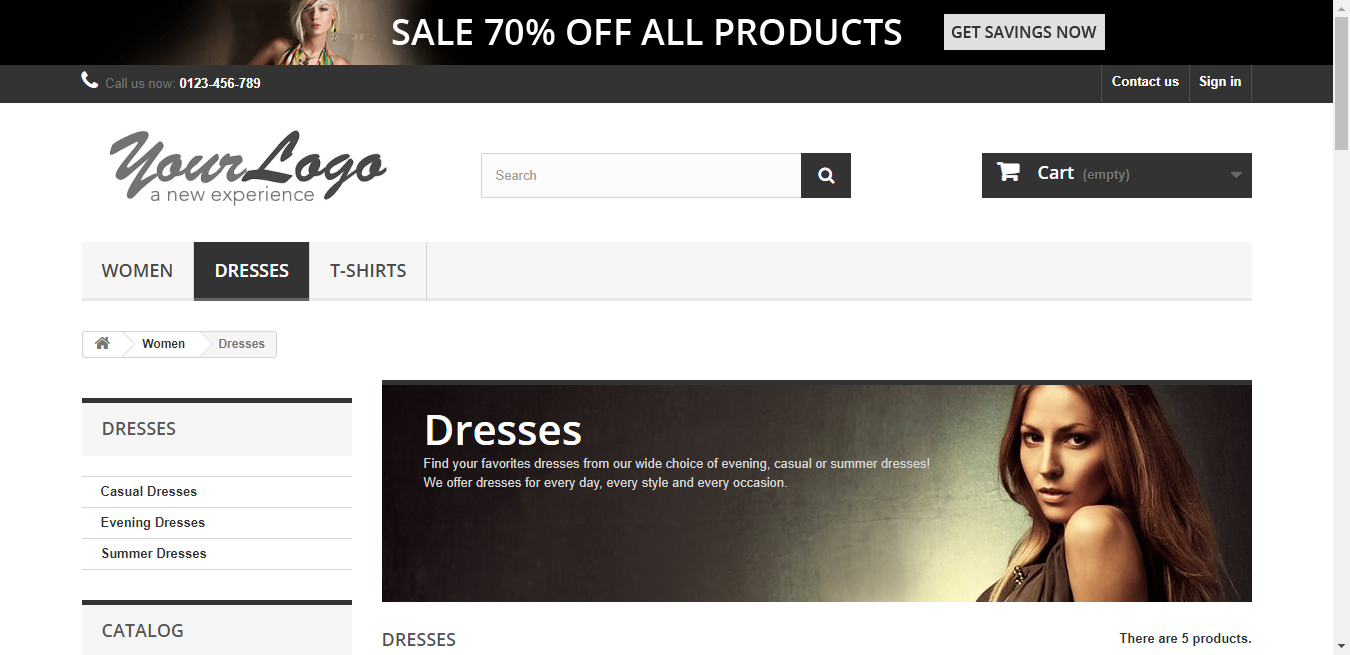 SALE 70% OFF ALL PRODUCTS
GET SAVINGS NOW
Call us now: 0123-456-789
Contact us
Sign in
YourLogo
a new experience
Search
Cart (empty)
WOMEN
DRESSES
T-SHIRTS
Women
Dresses
DRESSES
Casual Dresses
Evening Dresses
Summer Dresses
CATALOG
Dresses
Find your favorites dresses from our wide choice of evening, casual or summer dresses!
We offer dresses for every day, every style and every occasion.
DRESSES
There are 5 products.